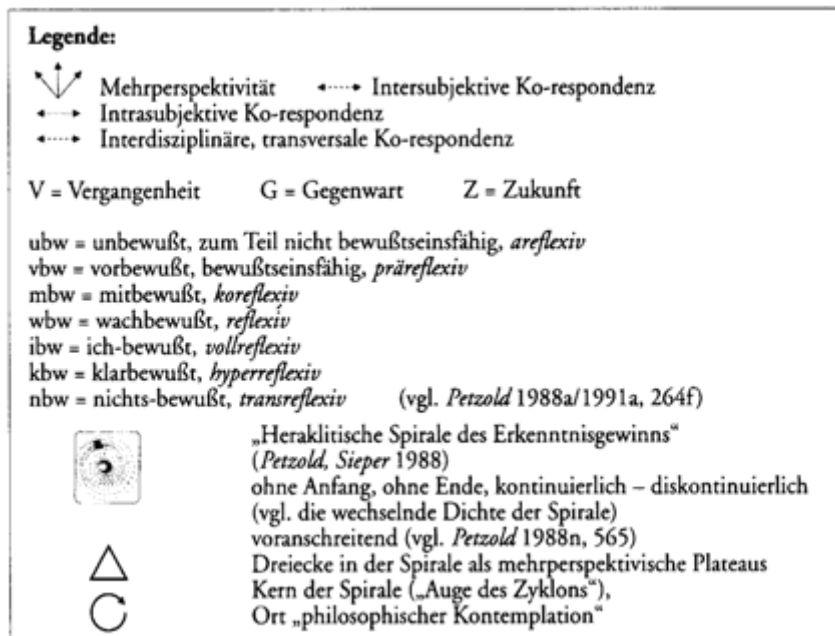 Legende:
Mehrperspektivität Intersubjektive Ko-respondenz
Intrasubjektive Ko-respondenz
Interdisziplinäre, transversale Ko-respondenz
V = Vergangenheit G = Gegenwart Z = Zukunft
ubw = unbewußt, zum Teil nicht bewußtseinsfähig, areflexiv
vbw = vorbewußt, bewußtseinsfähig, präreflexiv
mbw = mitbewußt, koreflexiv
wbw = wachbewußt, reflexiv
ibw = ich-bewußt, vollreflexiv
kbw = klarbewußt, hyperreflexiv
nbw = nichts-bewußt, transreflexiv (vgl. Petzold 1988a/1991a, 264f)
„Heraklitische Spirale des Erkenntnisgewinns“
(Petzold, Sieper 1988)
ohne Anfang, ohne Ende, kontinuierlich – diskontinuierlich
(vgl. die wechselnde Dichte der Spirale)
voranschreitend (vgl. Petzold 1988n, 565)
Dreiecke in der Spirale als mehrperspektivische Plateaus
Kern der Spirale („Auge des Zyklons“),
Ort „philosophischer Kontemplation“